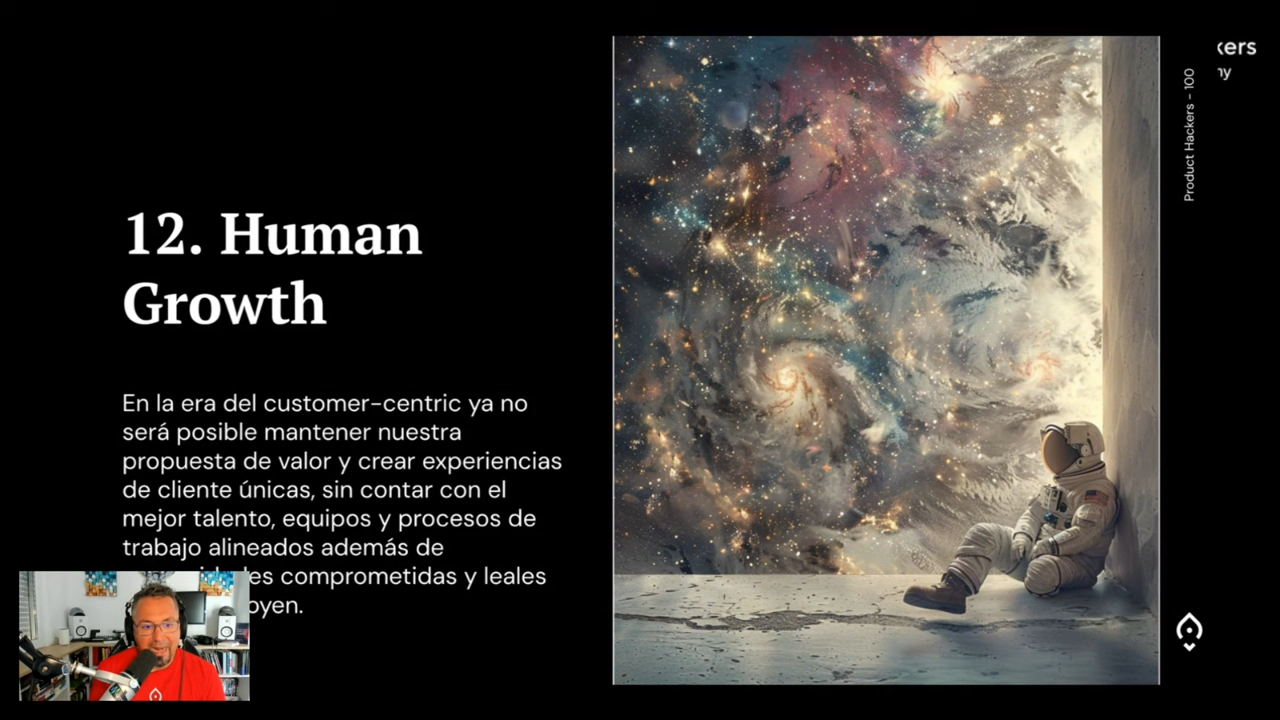 12. Human
Growth
En la era del customer-centric ya no
será posible mantener nuestra
propuesta de valor y crear experiencias
de cliente únicas, sin contar con el
mejor talento, equipos y procesos de
trabajo alineados además de
comprometidas y leales
Product Hackers – 100